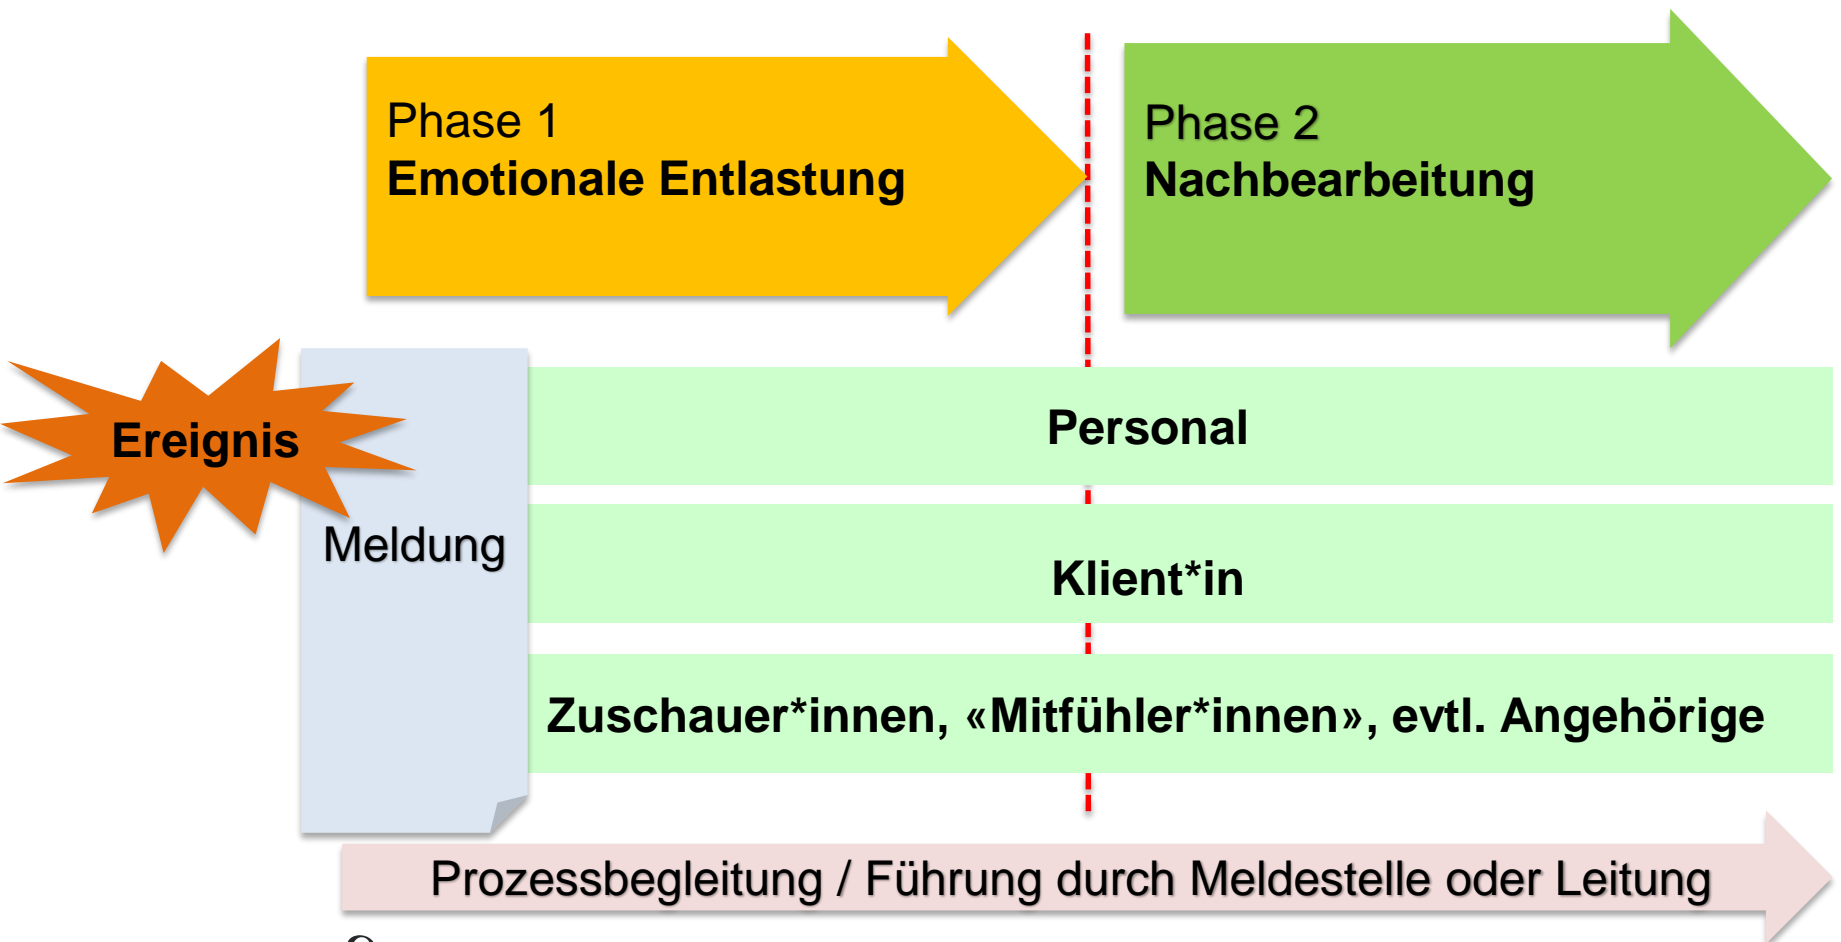 Phase 1
Emotionale Entlastung
Phase 2
Nachbearbeitung
Ereignis
Meldung
Personal
Klient*in
Zuschauer*innen, «Mitfühler*innen», evtl. Angehörige
Prozessbegleitung / Führung durch Meldestelle oder Leitung